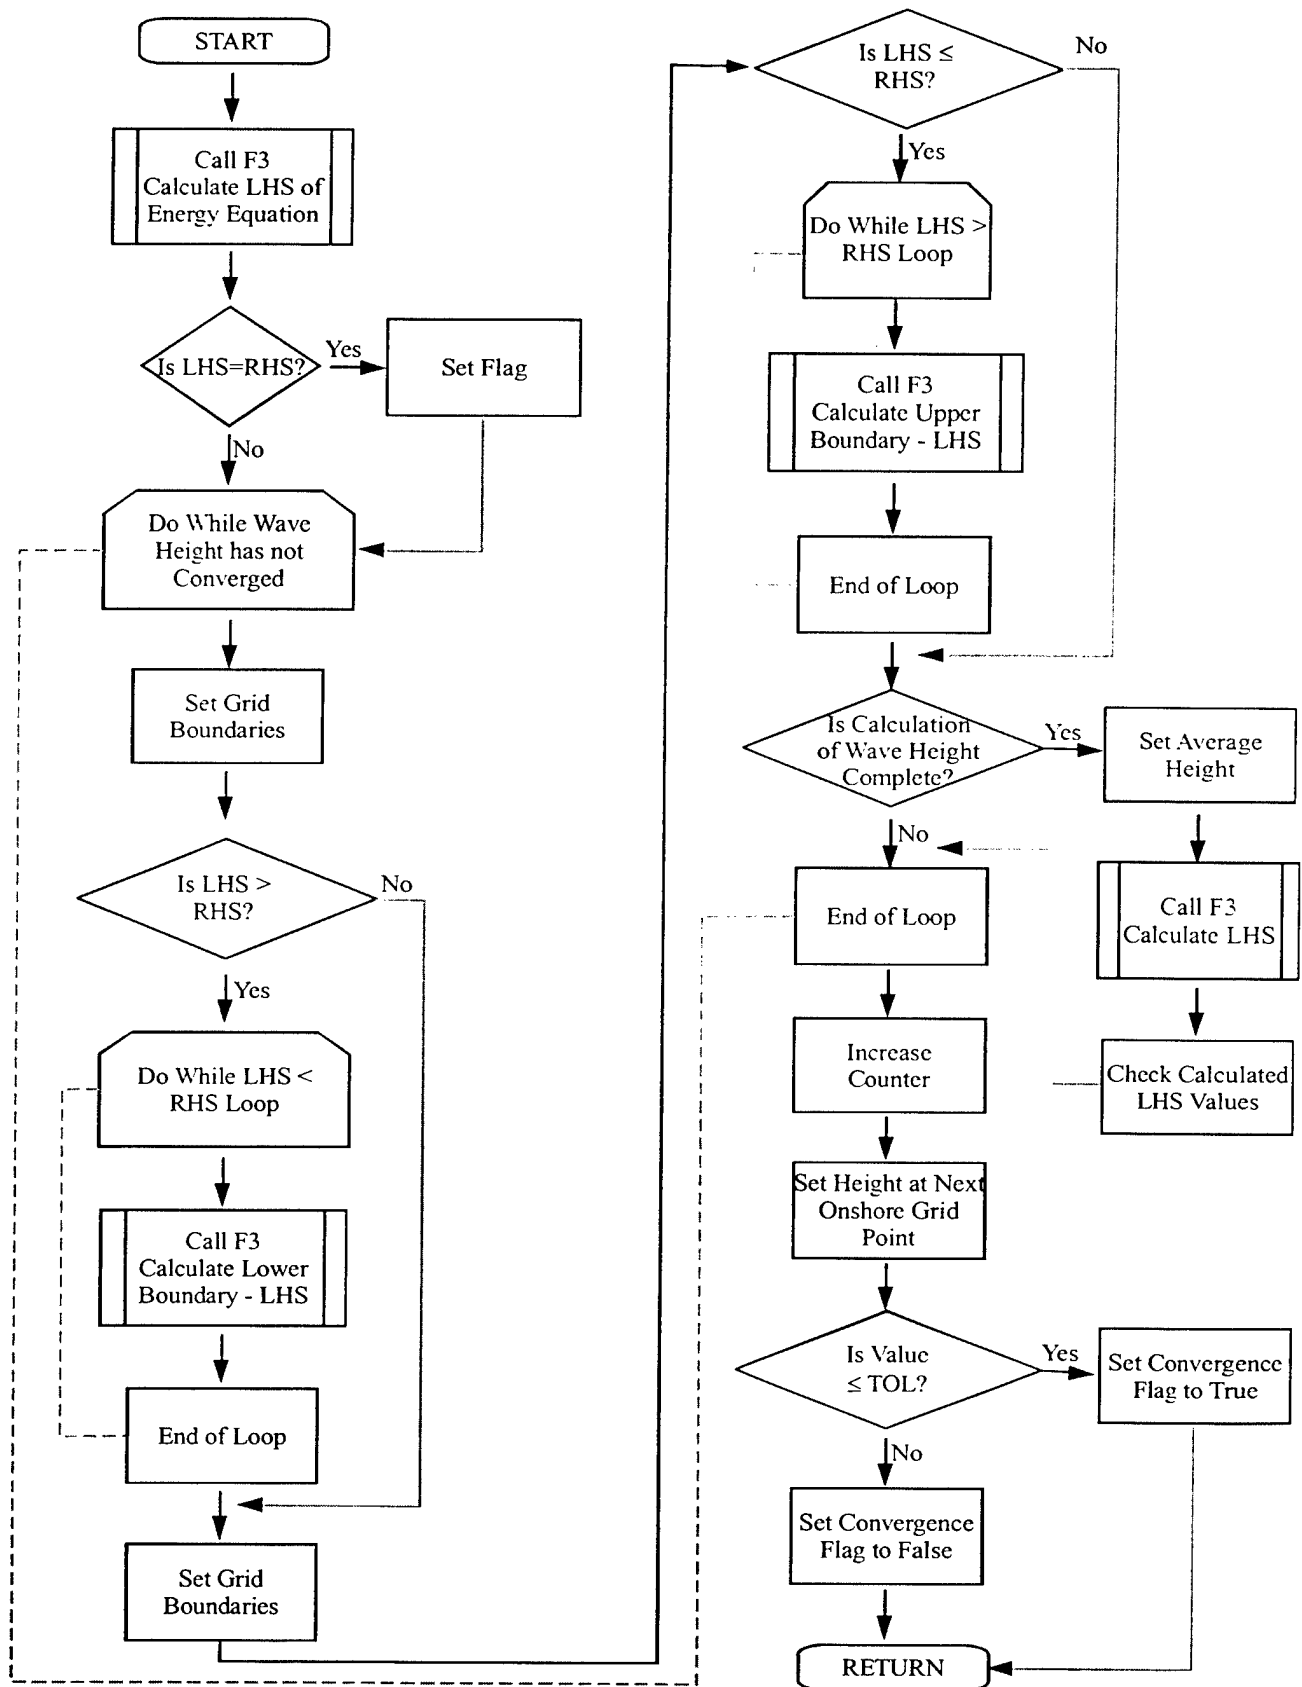 START
Call F3
Calculate LHS of
Energy Equation
Is LHS=RHS?
Yes
Set Flag
No
Do While Wave
Height has not
Converged
Set Grid
Boundaries
Is LHS >
RHS?
No
Yes
Do While LHS <
RHS Loop
Call F3
Calculate Lower
Boundary - LHS
End of Loop
Set Grid
Boundaries
Is LHS ≤
RHS?
No
Yes
Do While LHS >
RHS Loop
Call F3
Calculate Upper
Boundary - LHS
End of Loop
Is Calculation
of Wave Height
Complete?
Yes
Set Average
Height
No
Call F3
Calculate LHS
Check Calculated
LHS Values
End of Loop
Increase
Counter
Set Height at Next
Onshore Grid
Point
Is Value
≤ TOL?
Yes
Set Convergence
Flag to True
No
Set Convergence
Flag to False
RETURN